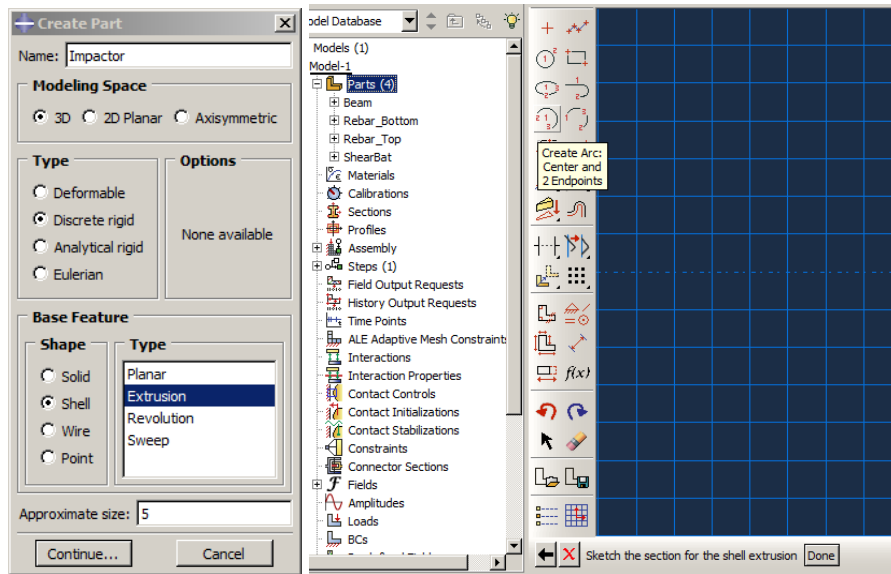 Create Part
Name: Impactor
Modeling Space
3D 2D Planar Axisymmetric
Type
Deformable
Discrete rigid
Analytical rigid
Eulerian
Options
None available
Base Feature
Shape
Solid
Shell
Wire
Point
Type
Planar
Extrusion
Revolution
Sweep
Approximate size: 5
Continue... Cancel
Database
Models (1)
Model-1
Parts (4)
Beam
Rebar_Bottom
Rebar_Top
ShearBat
Materials
Calibrations
Sections
Profiles
Assembly
Steps (1)
Field Output Requests
History Output Requests
Time Points
ALE Adaptive Mesh Constraint
Interactions
Interaction Properties
Contact Controls
Contact Initializations
Contact Stabilizations
Constraints
Connector Sections
Fields
Amplitudes
Loads
BCs
Create Arc:
Center and
2 Endpoints
f(x)
Sketch the section for the shell extrusion Done